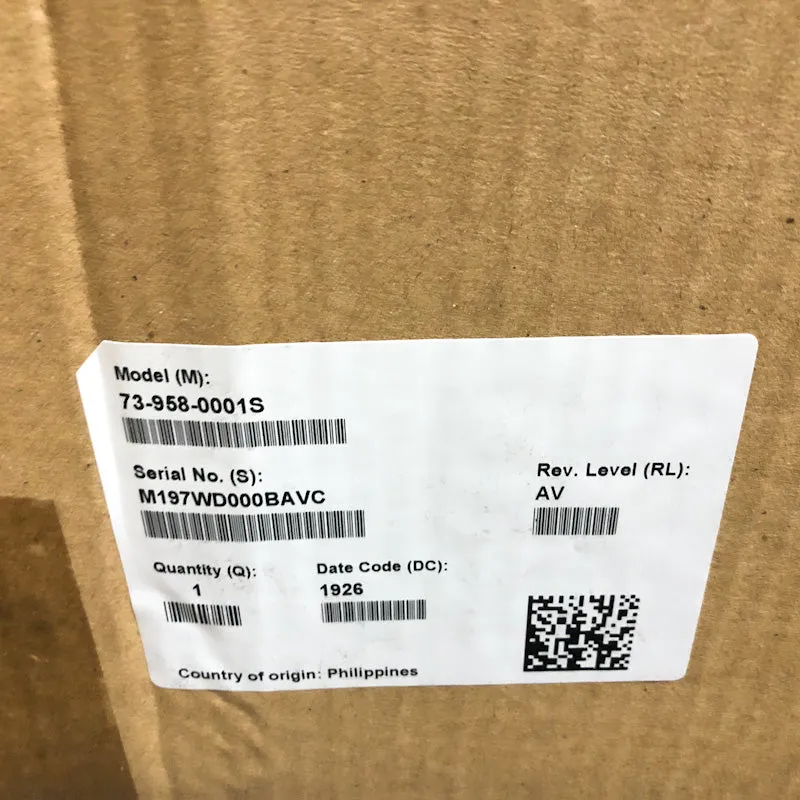 Model (M):
73-958-0001S
Serial No. (S):
M197WD000BAVC
Rev. Level (RL):
AV
Quantity (Q):
1
Date Code (DC):
1926
Country of origin: Philippines